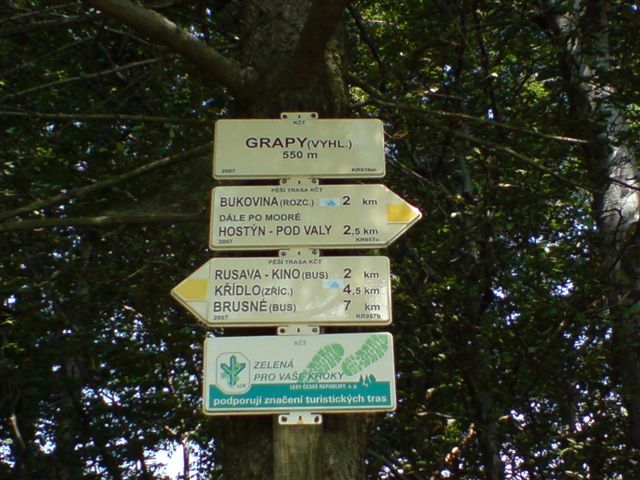 KČT
GRAPY (VYHL.)
550 m
2007 KR916m
PĚŠÍ TRASA KČT
BUKOVINA (ROZC.) 2 km
DÁLE PO MODRÉ
HOSTÝN - POD VALY 2,5 km
2007 KR957a
PĚŠÍ TRASA KČT
RUSAVA - KINO (BUS) 2 km
KŘÍDLO (ZŘÍC.) 4,5 km
BRUSNÉ (BUS) 7 km
2007 KR957b
KČT
ZELENÁ
PRO VAŠE KROKY
LESY ČESKÉ REPUBLIKY, s. p.
podporují značení turistických tras